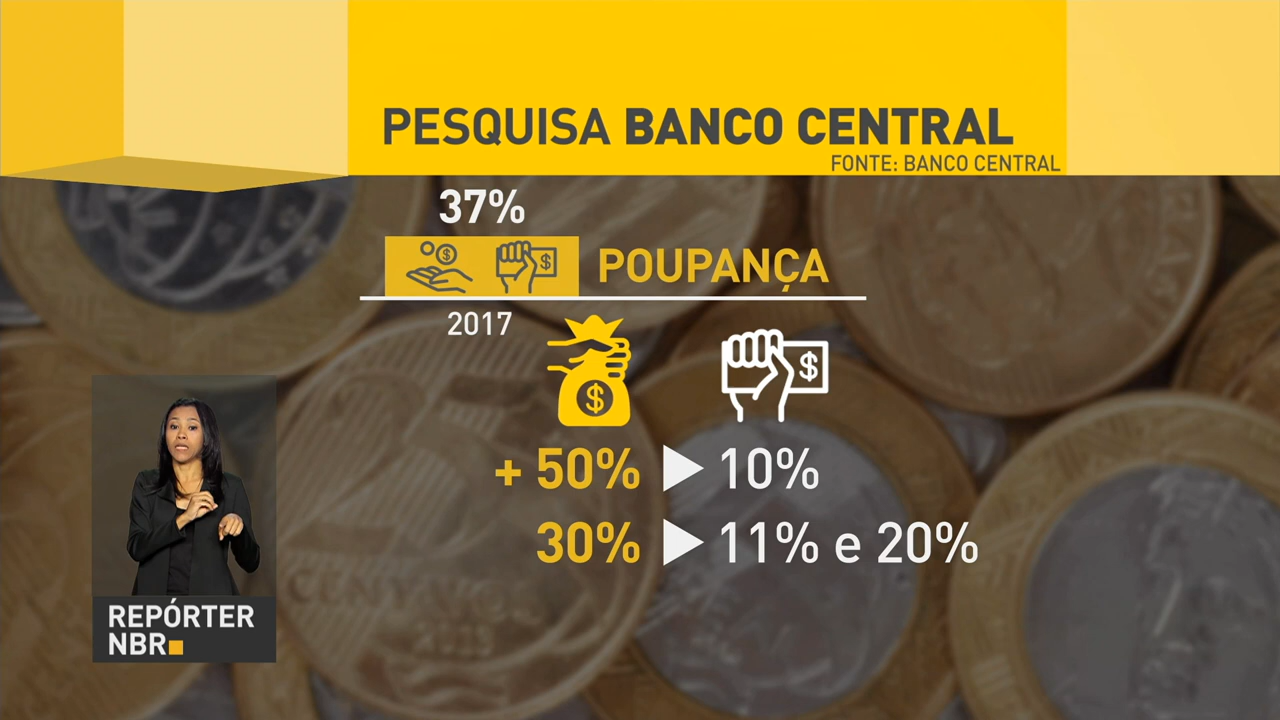 PESQUISA BANCO CENTRAL
FONTE: BANCO CENTRAL
37%
POUPANÇA
2017
+ 50% ▶ 10%
30% ▶ 11% e 20%
REPÓRTER
NBR